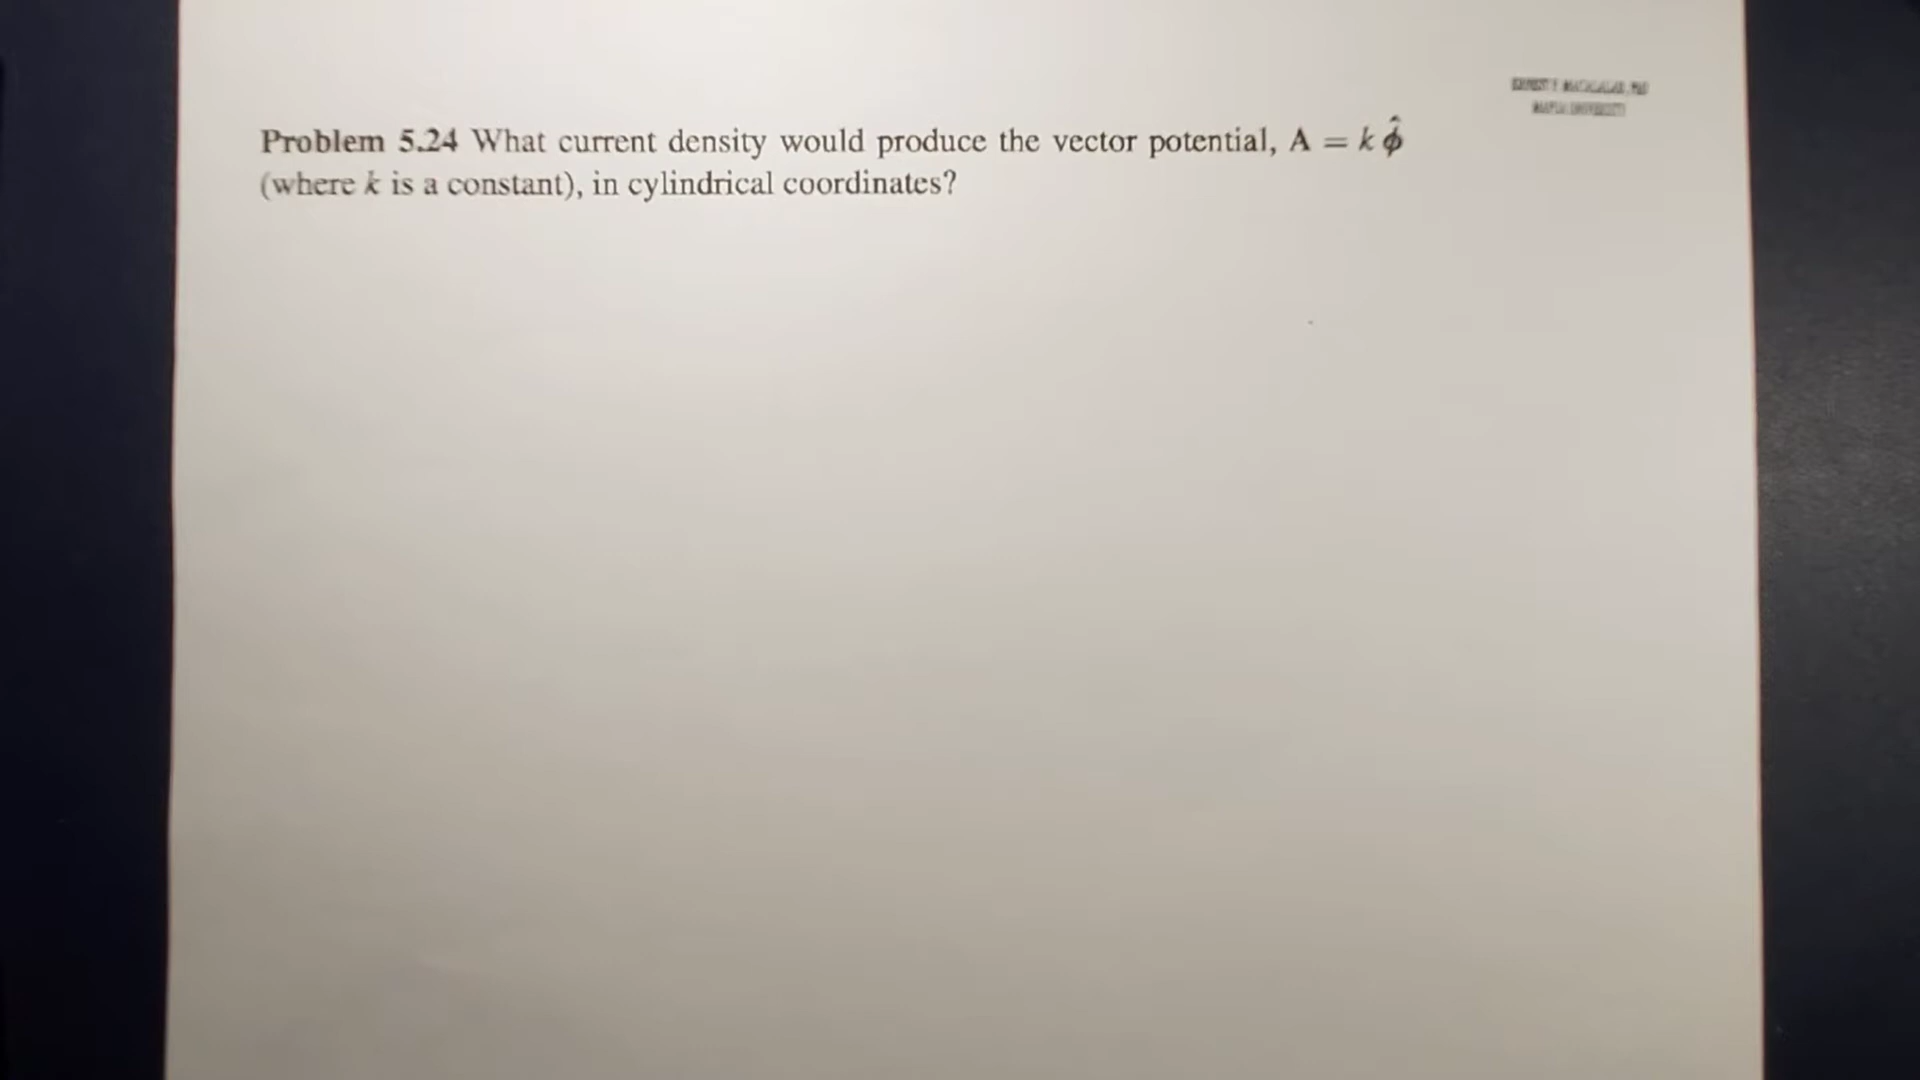 Problem 5.24 What current density would produce the vector potential, A = k ϕ̂
(where k is a constant), in cylindrical coordinates?